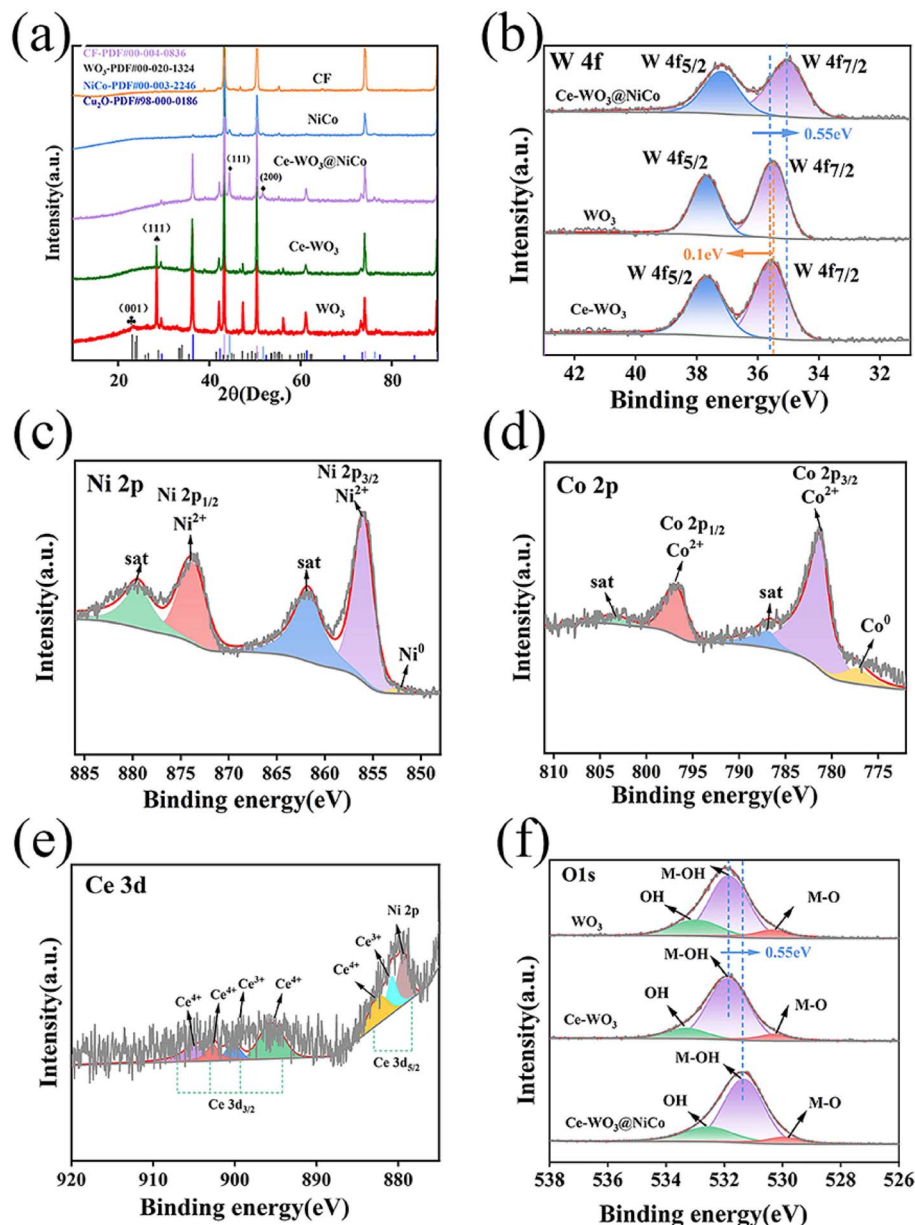 (a)
CF-PDF#00-004-0836
WO₃-PDF#00-020-1324
NiCo-PDF#00-003-2246
Cu₂O-PDF#98-000-0186
CF
NiCo
(111)
Ce-WO₃@NiCo
(200)
(111)
Ce-WO₃
(001)
WO₃
Intensity(a.u.)
20 40 60 80
2θ(Deg.)
(b)
W 4f
W 4f5/2
W 4f7/2
Ce-WO₃@NiCo
0.55eV
W 4f5/2
W 4f7/2
WO₃
0.1eV
W 4f5/2
W 4f7/2
Ce-WO₃
Intensity(a.u.)
42 40 38 36 34 32
Binding energy(eV)
(c)
Ni 2p
Ni 2p1/2
Ni²⁺
Ni 2p3/2
Ni²⁺
sat
sat
Ni⁰
Intensity(a.u.)
885 880 875 870 865 860 855 850
Binding energy(eV)
(d)
Co 2p
Co 2p3/2
Co²⁺
Co 2p1/2
Co²⁺
sat
sat
Co⁰
Intensity(a.u.)
811 805 800 795 790 785 780 775
Binding energy(eV)
(e)
Ce 3d
Ni 2p
Ce³⁺
Ce⁴⁺
Ce⁴⁺
Ce⁴⁺
Ce³⁺
Ce⁴⁺
Ce 3d5/2
Ce 3d3/2
Intensity(a.u.)
920 910 900 890 880
Binding energy(eV)
(f)
O1s
M-OH
OH
M-O
WO₃
M-OH
0.55eV
OH
M-O
Ce-WO₃
M-OH
OH
M-O
Ce-WO₃@NiCo
Intensity(a.u.)
538 536 534 532 530 528 526
Binding energy(eV)